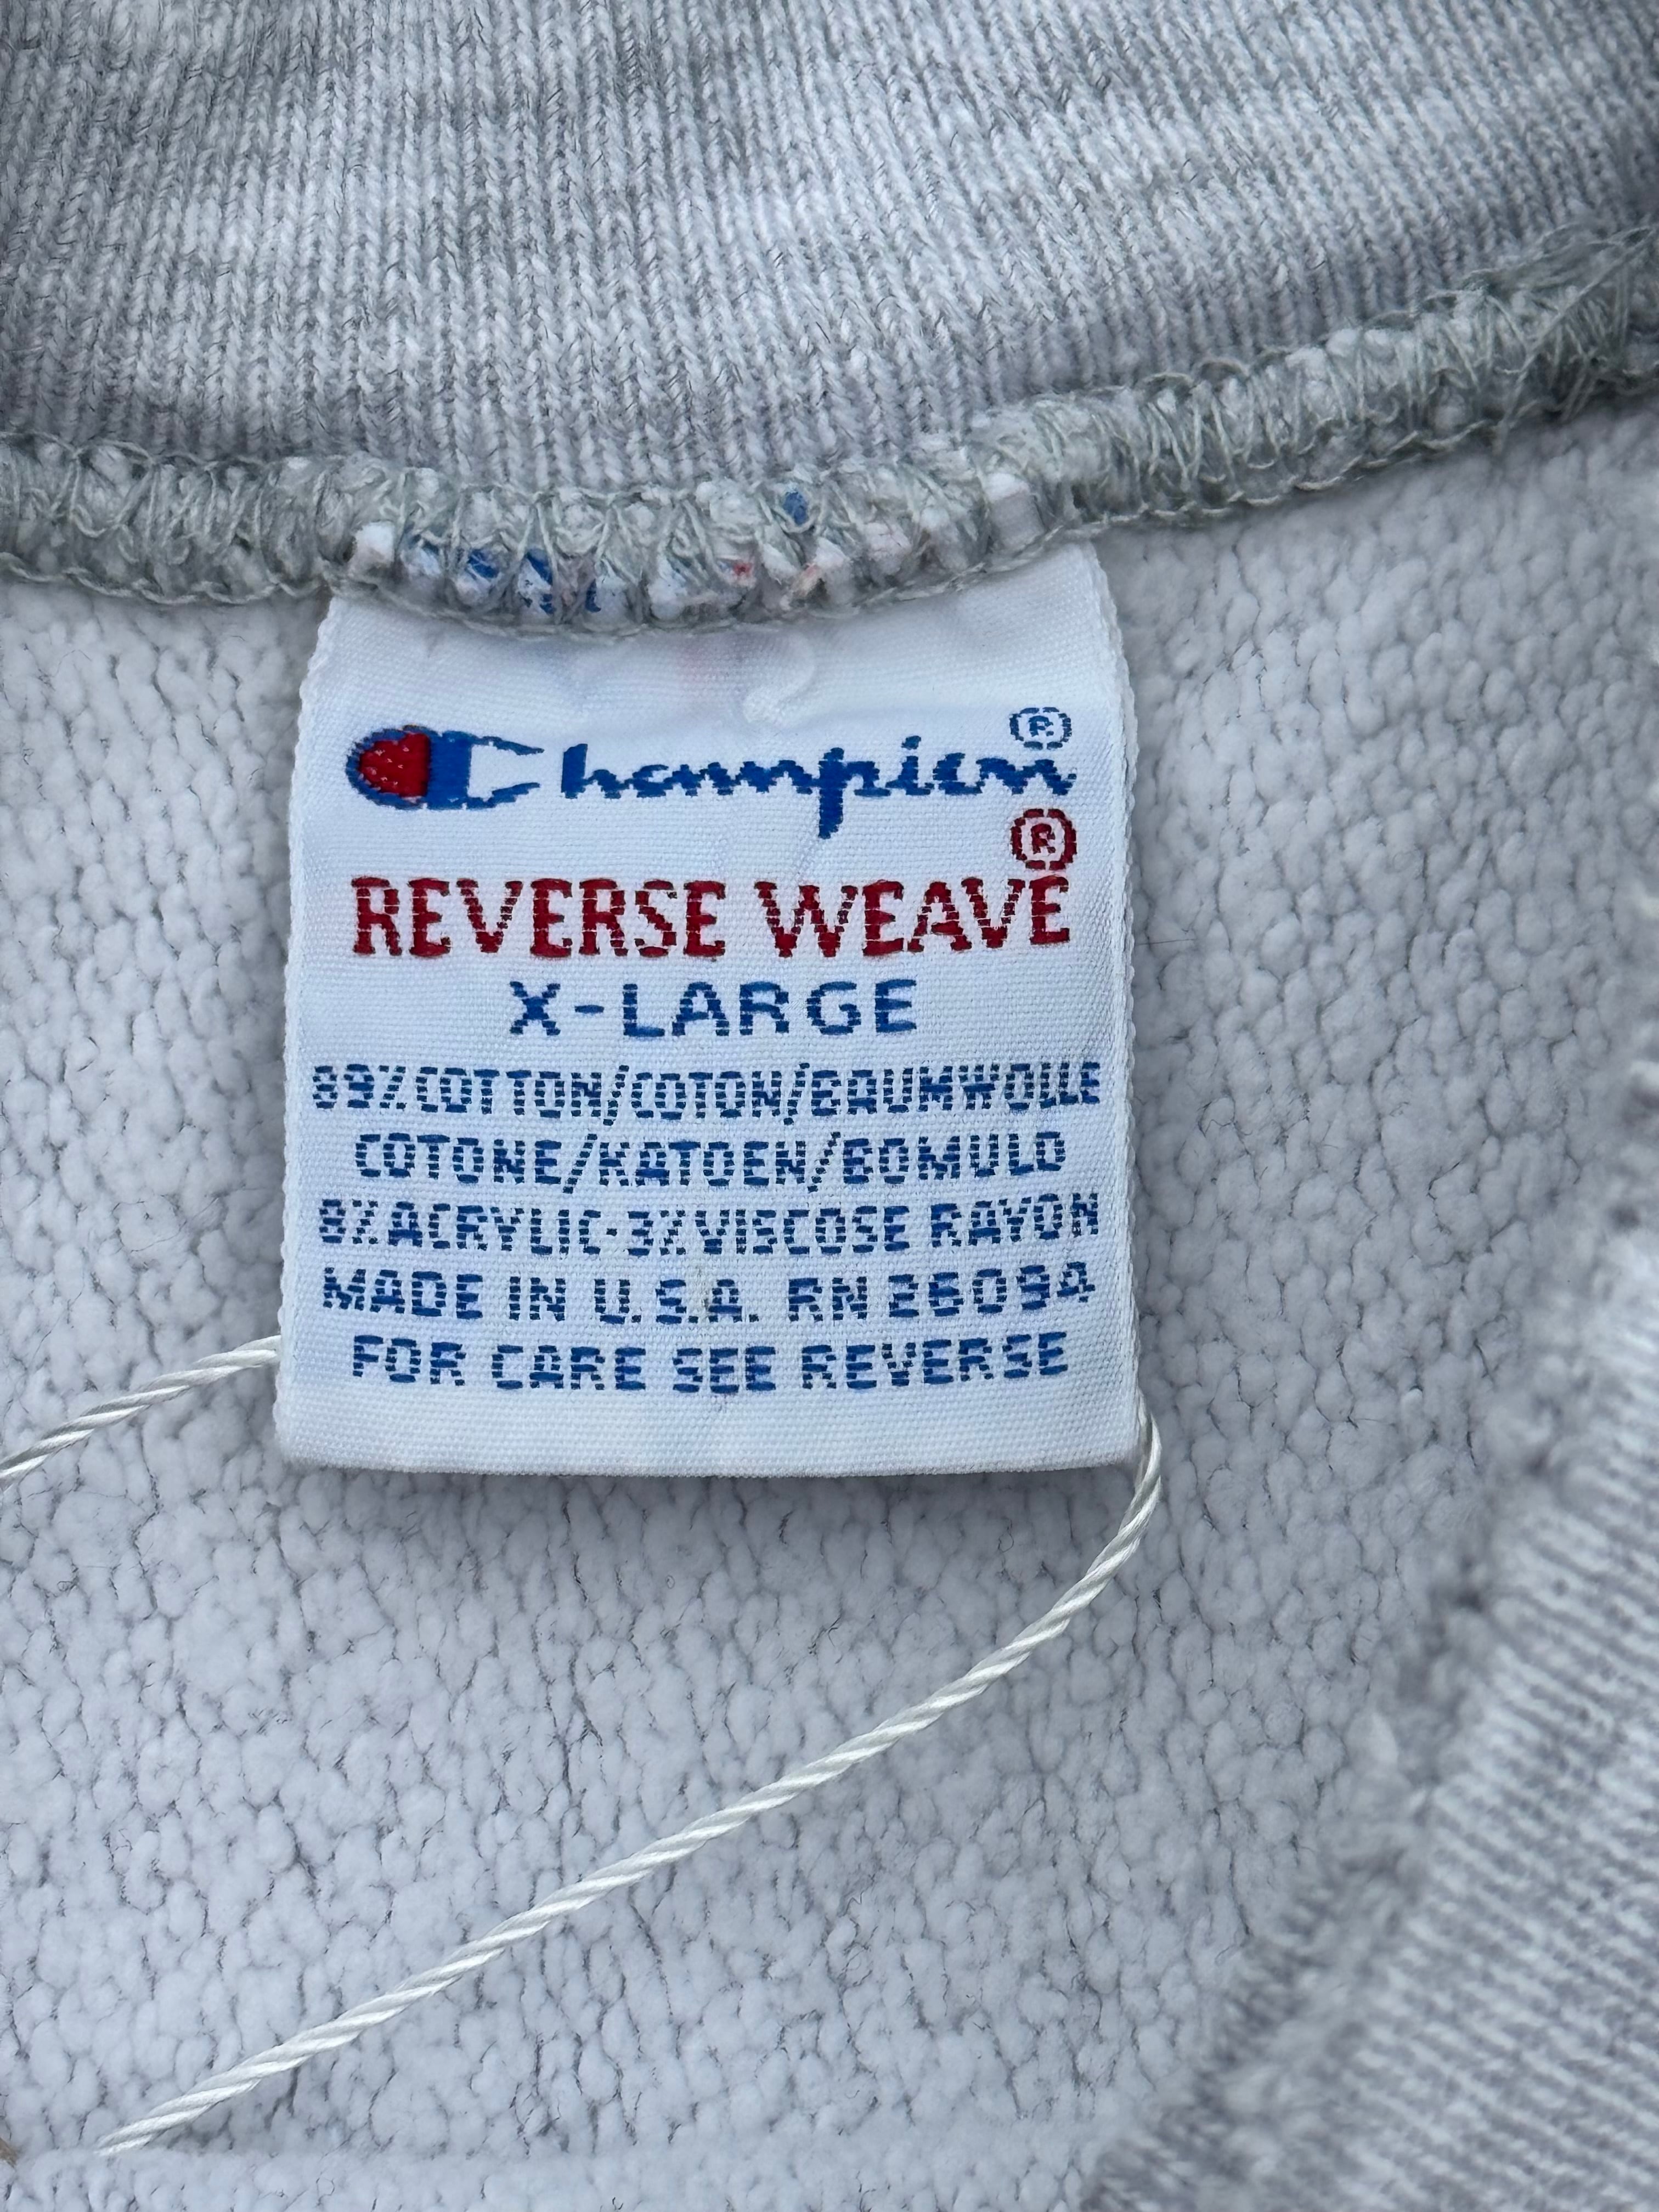 Champion®
REVERSE WEAVE®
X-LARGE
89%COTTON/COTON/BAUMWOLLE
COTONE/KATOEN/BOMULD
8%ACRYLIC·3%VISCOSE RAYON
MADE IN U.S.A. RN 26094
FOR CARE SEE REVERSE